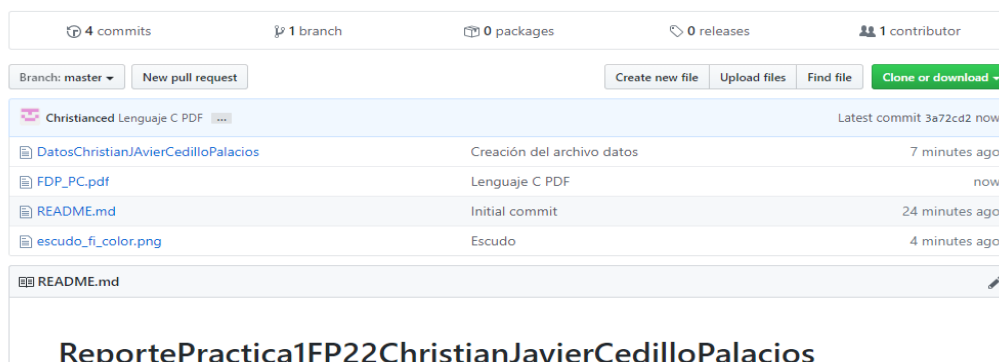 4 commits 1 branch 0 packages 0 releases 1 contributor
Branch: master New pull request Create new file Upload files Find file Clone or download
Christianced Lenguaje C PDF ... Latest commit 3a72cd2 now
DatosChristianJAvierCedilloPalacios Creación del archivo datos 7 minutes ago
FDP_PC.pdf Lenguaje C PDF now
README.md Initial commit 24 minutes ago
escudo_fi_color.png Escudo 4 minutes ago
README.md
ReportePractica1FP22ChristianJavierCedilloPalacios